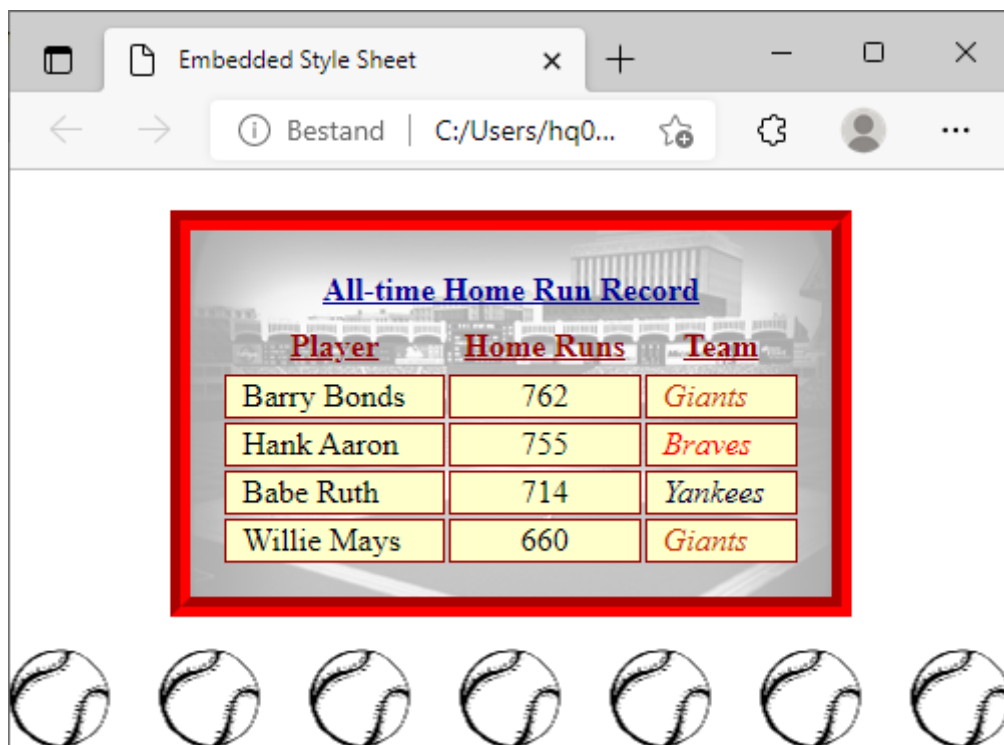 Embedded Style Sheet
Bestand | C:/Users/hq0...
All-time Home Run Record
Player Home Runs Team
Barry Bonds 762 Giants
Hank Aaron 755 Braves
Babe Ruth 714 Yankees
Willie Mays 660 Giants